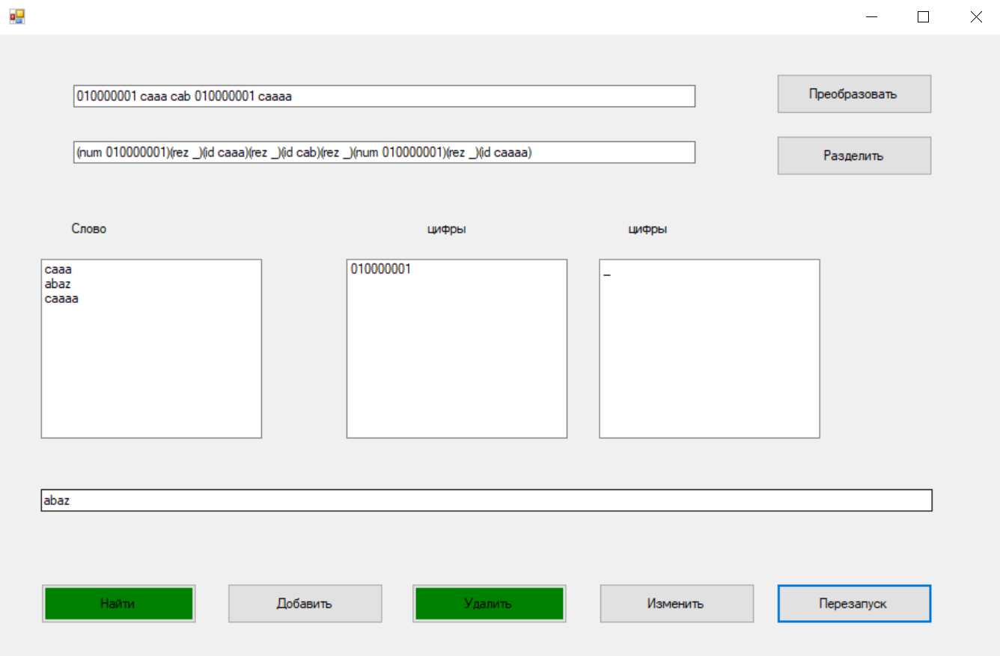 010000001 caaa cab 010000001 caaaa
Преобразовать
(num 010000001)(rez _)(id caaa)(rez _)(id cab)(rez _)(num 010000001)(rez _)(id caaaa)
Разделить
Слово
цифры
цифры
caaa
abaz
caaaa
010000001
_
abaz
Найти
Добавить
Удалить
Изменить
Перезапуск